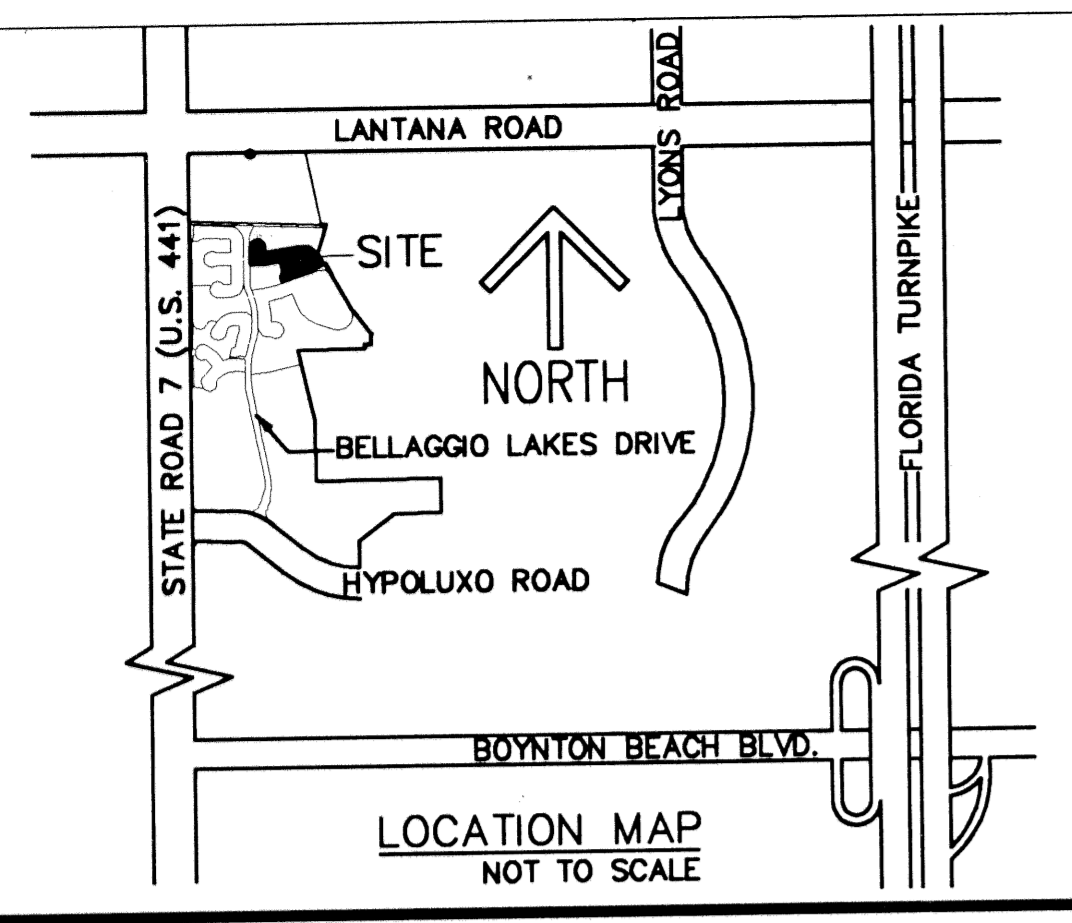 LYONS ROAD
LANTANA ROAD
STATE ROAD 7 (U.S. 441)
SITE
FLORIDA TURNPIKE
NORTH
BELLAGGIO LAKES DRIVE
HYPOLUXO ROAD
BOYNTON BEACH BLVD.
LOCATION MAP
NOT TO SCALE